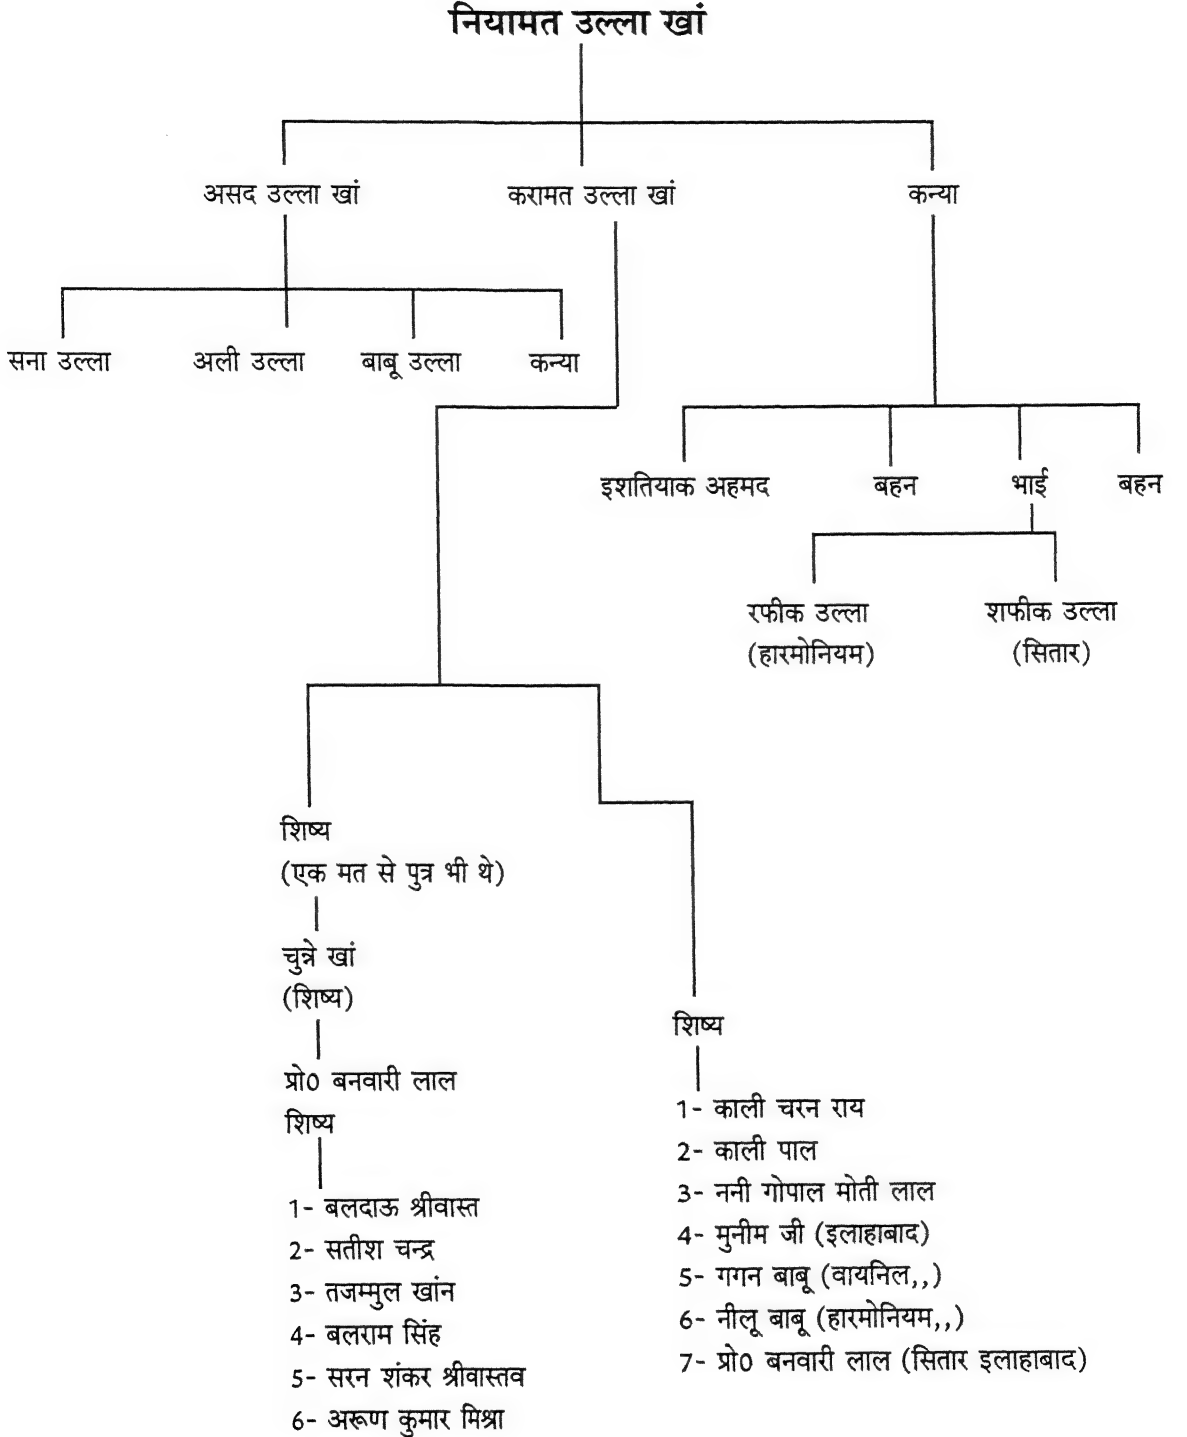 नियामत उल्ला खां
असद उल्ला खां करामत उल्ला खां कन्या
सना उल्ला अली उल्ला बाबू उल्ला कन्या
इशतियाक अहमद बहन भाई बहन
रफीक उल्ला शफीक उल्ला
(हारमोनियम) (सितार)
शिष्य
(एक मत से पुत्र भी थे)
चुन्ने खां
(शिष्य)
प्रो0 बनवारी लाल
शिष्य
1- बलदाऊ श्रीवास्त
2- सतीश चन्द्र
3- तजम्मुल खांन
4- बलराम सिंह
5- सरन शंकर श्रीवास्तव
6- अरूण कुमार मिश्रा
शिष्य
1- काली चरन राय
2- काली पाल
3- ननी गोपाल मोती लाल
4- मुनीम जी (इलाहाबाद)
5- गगन बाबू (वायनिल,,)
6- नीलू बाबू (हारमोनियम,,)
7- प्रो0 बनवारी लाल (सितार इलाहाबाद)